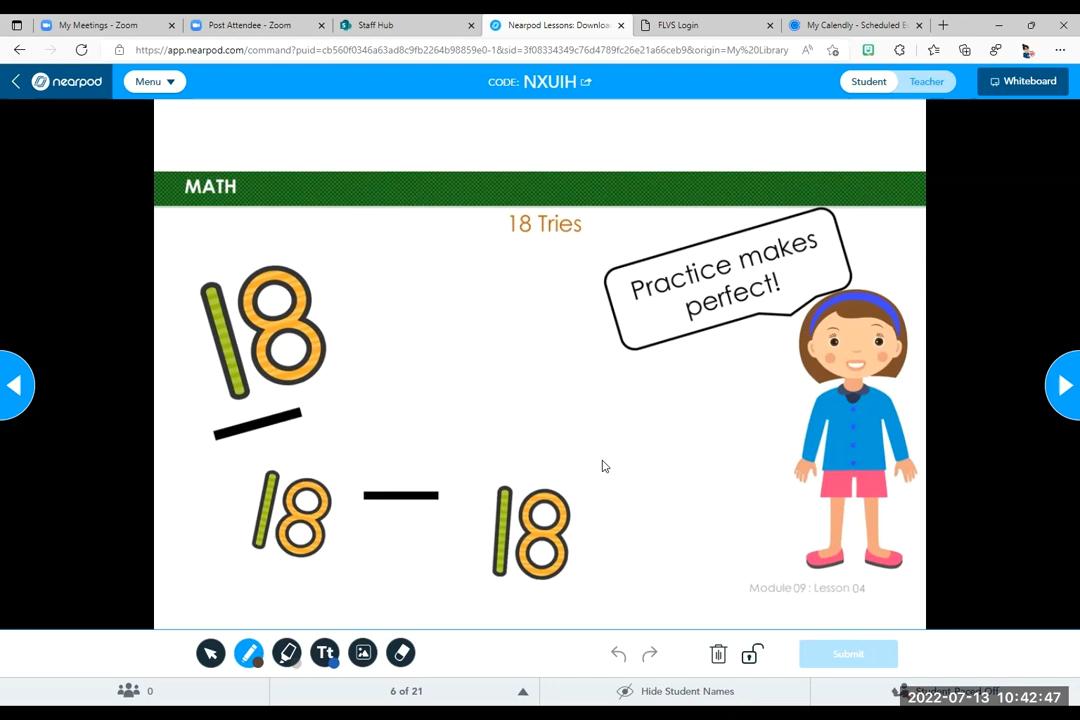 My Meetings - Zoom
Post Attendee - Zoom
Staff Hub
Nearpod Lessons: Downloa
FLVS Login
My Calendly - Scheduled E
https://app.nearpod.com/command?puid=cb560f0346a63ad8c9fb2264b98859e0-1&sid=3f08334349c76d4789fc26e21a66ceb9&origin=My%20Library
nearpod
Menu
CODE: NXUIH
Student
Teacher
Whiteboard
MATH
18 Tries
Practice makes
perfect!
18
18 — 18
Module 09 : Lesson 04
Tt
Submit
0
6 of 21
Hide Student Names
2022-07-13 10:42:47